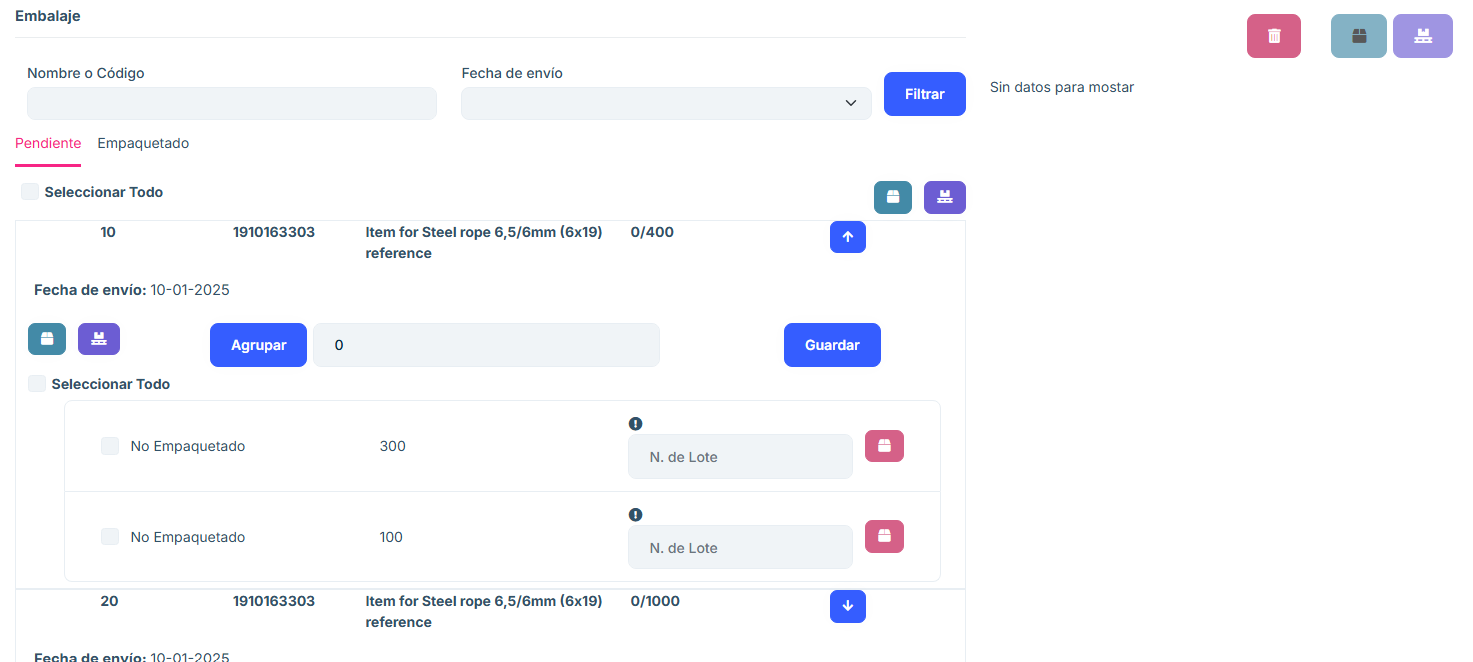 Embalaje
Nombre o Código
Fecha de envío
Filtrar
Sin datos para mostar
Pendiente
Empaquetado
Seleccionar Todo
10 1910163303 Item for Steel rope 6,5/6mm (6x19) 0/400
reference
Fecha de envío: 10-01-2025
Agrupar 0 Guardar
Seleccionar Todo
No Empaquetado 300 N. de Lote
No Empaquetado 100 N. de Lote
20 1910163303 Item for Steel rope 6,5/6mm (6x19) 0/1000
reference
Fecha de envío: 10-01-2025